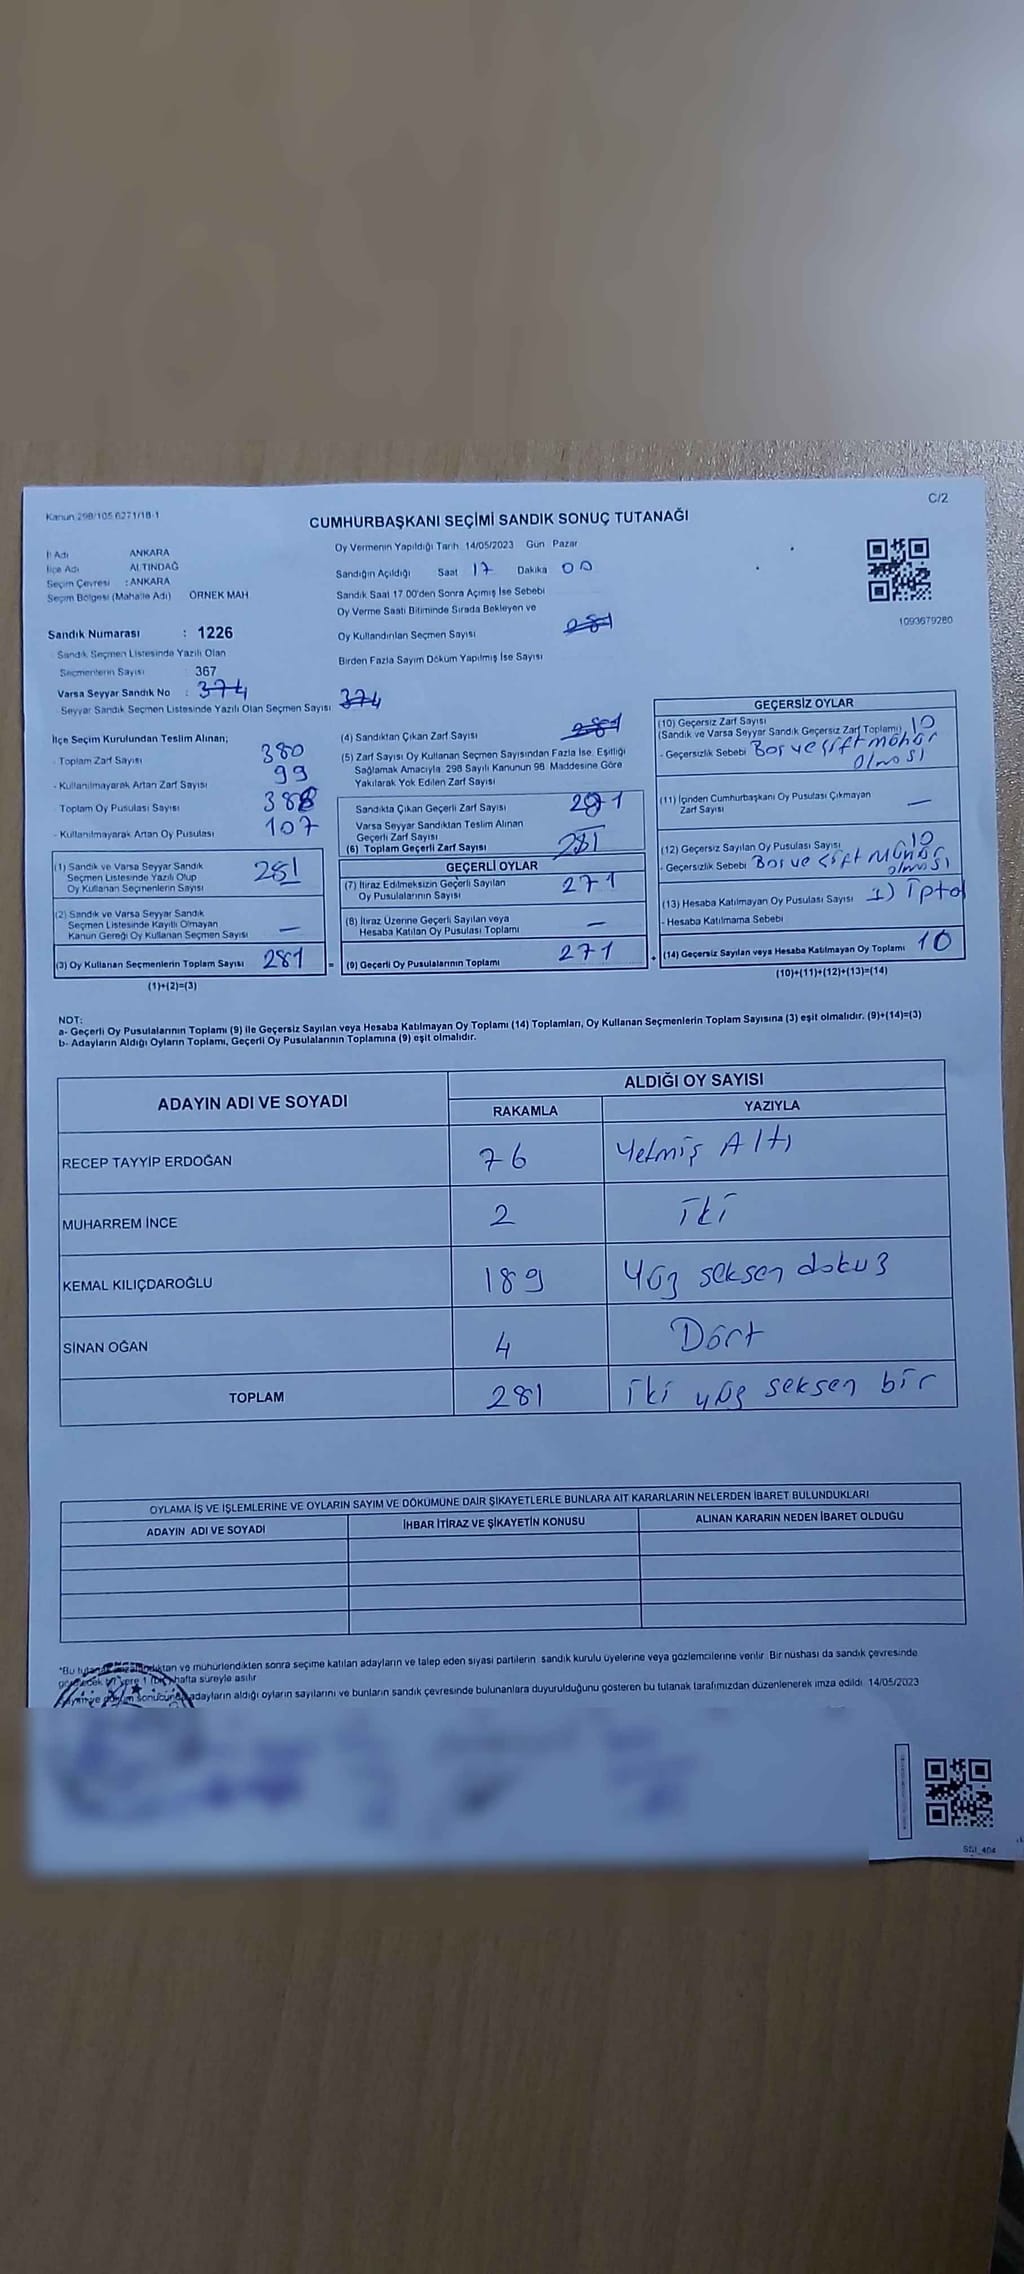 Kanun 298/105 6271/18-1
C/2
CUMHURBAŞKANI SEÇİMİ SANDIK SONUÇ TUTANAĞI
İl Adı ANKARA
İlçe Adı ALTINDAĞ
Seçim Çevresi : ANKARA
Seçim Bölgesi (Mahalle Adı) ÖRNEK MAH
Sandık Numarası : 1226
Sandık Seçmen Listesinde Yazılı Olan
Seçmenlerin Sayısı 367
Varsa Seyyar Sandık No : 374
Seyyar Sandık Seçmen Listesinde Yazılı Olan Seçmen Sayısı 374
Oy Vermenin Yapıldığı Tarih 14/05/2023 Gün Pazar
Sandığın Açıldığı Saat 17 Dakika 00
Sandık Saat 17.00'den Sonra Açımış İse Sebebi
Oy Verme Saati Bitiminde Sırada Bekleyen ve
Oy Kullandırılan Seçmen Sayısı 281
Birden Fazla Sayım Döküm Yapılmış İse Sayısı
1093679280
İlçe Seçim Kurulundan Teslim Alınan;
- Toplam Zarf Sayısı 380
- Kullanılmayarak Artan Zarf Sayısı 99
Toplam Oy Pusulası Sayısı 388
- Kullanılmayarak Artan Oy Pusulası 107
(1) Sandık ve Varsa Seyyar Sandık
Seçmen Listesinde Yazılı Olup
Oy Kullanan Seçmenlerin Sayısı 281
(2) Sandık ve Varsa Seyyar Sandık
Seçmen Listesinde Kayıtlı Olmayan
Kanun Gereği Oy Kullanan Seçmen Sayısı —
(3) Oy Kullanan Seçmenlerin Toplam Sayısı 281
(1)+(2)=(3)
(4) Sandıktan Çıkan Zarf Sayısı 281
(5) Zarf Sayısı Oy Kullanan Seçmen Sayısından Fazla İse, Eşitliği
Sağlamak Amacıyla, 298 Sayılı Kanunun 98. Maddesine Göre
Yakılarak Yok Edilen Zarf Sayısı
Sandıkta Çıkan Geçerli Zarf Sayısı
Varsa Seyyar Sandıktan Teslim Alınan
Geçerli Zarf Sayısı
(6) Toplam Geçerli Zarf Sayısı
=
GEÇERLİ OYLAR
(7) İtiraz Edilmeksizin Geçerli Sayılan
Oy Pusulalarının Sayısı 271
(8) İtiraz Üzerine Geçerli Sayılan veya
Hesaba Katılan Oy Pusulası Toplamı —
(9) Geçerli Oy Pusulalarının Toplamı 271
+
GEÇERSİZ OYLAR
(10) Geçersiz Zarf Sayısı
(Sandık ve Varsa Seyyar Sandık Geçersiz Zarf Toplamı) 10
- Geçersizlik Sebebi Boş ve Çift mühür
olması
(11) İçinden Cumhurbaşkanı Oy Pusulası Çıkmayan
Zarf Sayısı —
(12) Geçersiz Sayılan Oy Pusulası Sayısı 10
- Geçersizlik Sebebi Boş ve Çift Mühür
olması
(13) Hesaba Katılmayan Oy Pusulası Sayısı
- Hesaba Katılmama Sebebi
(14) Geçersiz Sayılan veya Hesaba Katılmayan Oy Toplamı 10
(10)+(11)+(12)+(13)=(14)
NOT:
a- Geçerli Oy Pusulalarının Toplamı (9) ile Geçersiz Sayılan veya Hesaba Katılmayan Oy Toplamı (14) Toplamları, Oy Kullanan Seçmenlerin Toplam Sayısına (3) eşit olmalıdır. (9)+(14)=(3)
b- Adayların Aldığı Oyların Toplamı, Geçerli Oy Pusulalarının Toplamına (9) eşit olmalıdır.
ADAYIN ADI VE SOYADI ALDIĞI OY SAYISI
RAKAMLA YAZIYLA
RECEP TAYYİP ERDOĞAN 76 Yetmiş Altı
MUHARREM İNCE 2 iki
KEMAL KILIÇDAROĞLU 189 Yüz seksen dokuz
SİNAN OĞAN 4 Dört
TOPLAM 281 iki yüz seksen bir
OYLAMA İŞ VE İŞLEMLERİNE VE OYLARIN SAYIM VE DÖKÜMÜNE DAİR ŞİKAYETLERLE BUNLARA AİT KARARLARIN NELERDEN İBARET BULUNDUKLARI
ADAYIN ADI VE SOYADI İHBAR İTİRAZ VE ŞİKAYETİN KONUSU ALINAN KARARIN NEDEN İBARET OLDUĞU
*Bu ve mühürlendikten sonra seçime katılan adayların ve talep eden siyasi partilerin sandık kurulu üyelerine veya gözlemcilerine verilir. Bir nüshası da sandık çevresinde
yere 1 (bir) hafta süreyle asılır
adayların aldığı oyların sayılarını ve bunların sandık çevresinde bulunanlara duyurulduğunu gösteren bu tutanak tarafımızdan düzenlenerek imza edildi. 14/05/2023